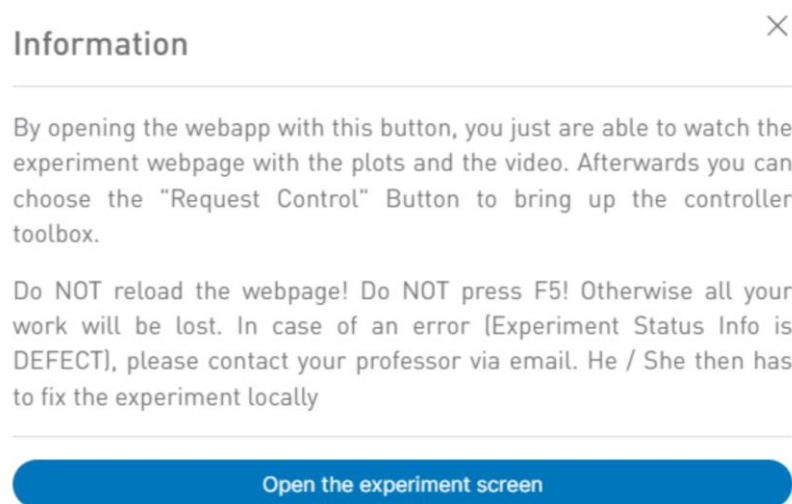 Information
By opening the webapp with this button, you just are able to watch the
experiment webpage with the plots and the video. Afterwards you can
choose the "Request Control" Button to bring up the controller
toolbox.
Do NOT reload the webpage! Do NOT press F5! Otherwise all your
work will be lost. In case of an error (Experiment Status Info is
DEFECT), please contact your professor via email. He / She then has
to fix the experiment locally
Open the experiment screen